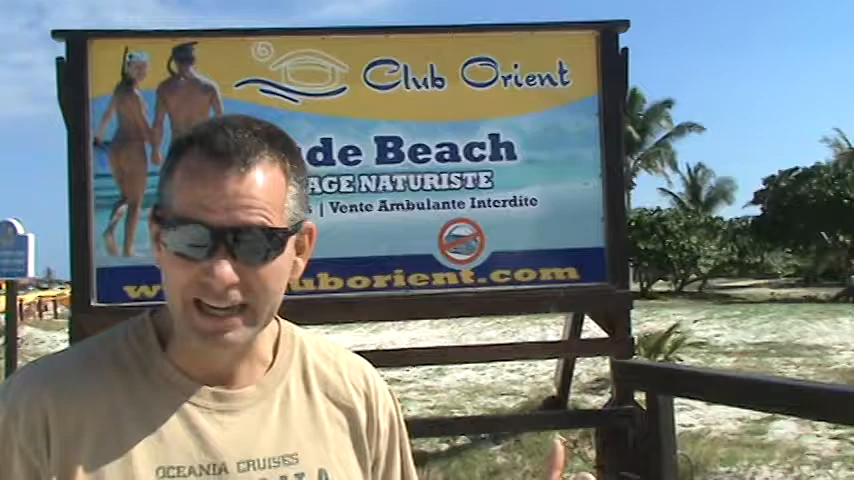 Club Orient
de Beach
AGE NATURISTE
s | Vente Ambulante Interdite
w uborient.com
OCEANIA CRUISES